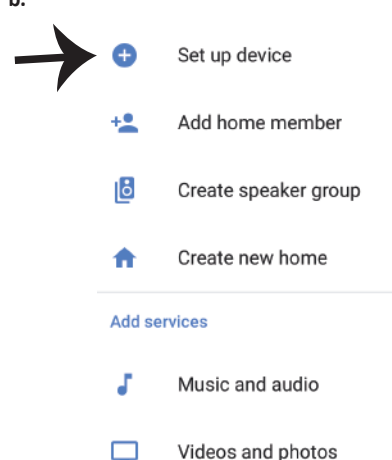 b.
Set up device
Add home member
Create speaker group
Create new home
Add services
Music and audio
Videos and photos